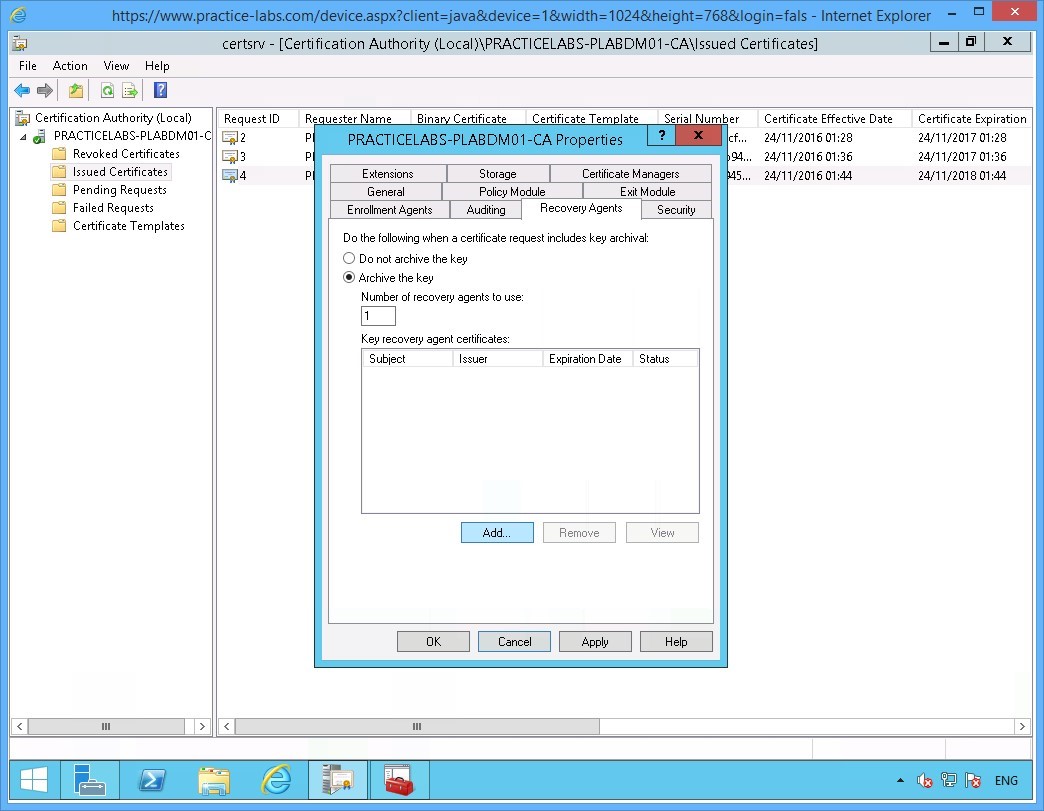 https://www.practice-labs.com/device.aspx?client=java&device=1&width=1024&height=768&login=fals - Internet Explorer
certsrv - [Certification Authority (Local)\PRACTICELABS-PLABDM01-CA\Issued Certificates]
File Action View Help
Certification Authority (Local)
PRACTICELABS-PLABDM01-C
Revoked Certificates
Issued Certificates
Pending Requests
Failed Requests
Certificate Templates
Request ID Requester Name Binary Certificate Certificate Template Serial Number Certificate Effective Date Certificate Expiration
2 24/11/2016 01:28 24/11/2017 01:28
3 24/11/2016 01:36 24/11/2017 01:36
4 24/11/2016 01:44 24/11/2018 01:44
PRACTICELABS-PLABDM01-CA Properties
Extensions Storage Certificate Managers
General Policy Module Exit Module
Enrollment Agents Auditing Recovery Agents Security
Do the following when a certificate request includes key archival:
Do not archive the key
Archive the key
Number of recovery agents to use:
1
Key recovery agent certificates:
Subject Issuer Expiration Date Status
Add... Remove View
OK Cancel Apply Help
ENG